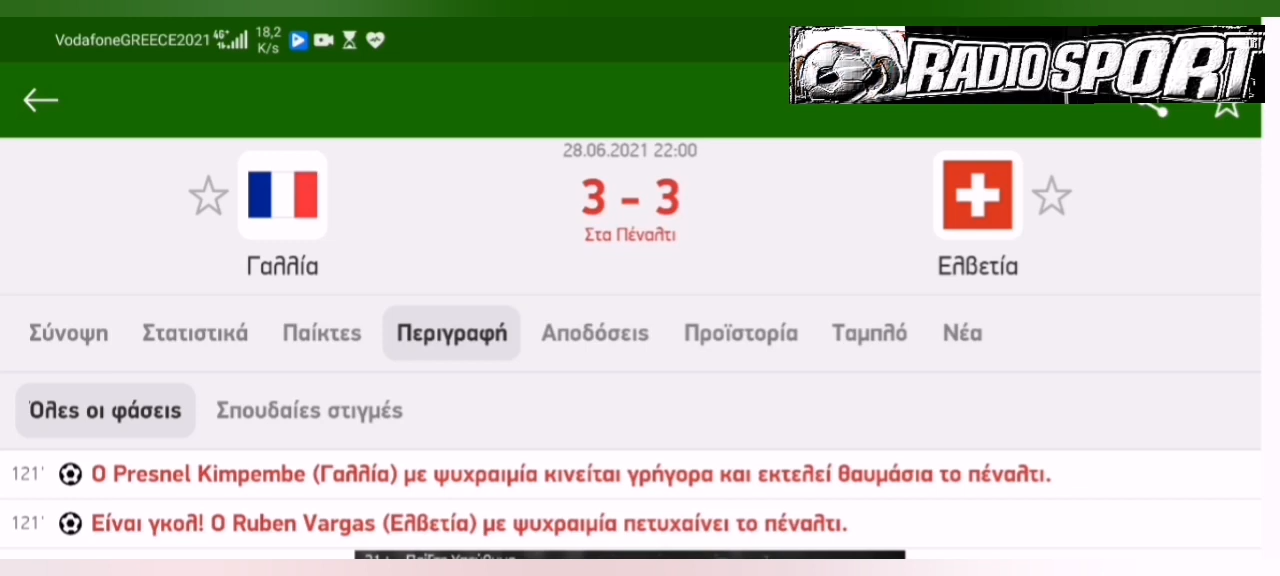 VodafoneGREECE2021 4G+ 18,2 K/s
RADIO SPORT
28.06.2021 22:00
3 - 3
Στα Πέναλτι
Γαλλία
Ελβετία
Σύνοψη Στατιστικά Παίκτες Περιγραφή Αποδόσεις Προϊστορία Ταμπλό Νέα
Όλες οι φάσεις Σπουδαίες στιγμές
121' Ο Presnel Kimpembe (Γαλλία) με ψυχραιμία κινείται γρήγορα και εκτελεί θαυμάσια το πέναλτι.
121' Είναι γκολ! Ο Ruben Vargas (Ελβετία) με ψυχραιμία πετυχαίνει το πέναλτι.